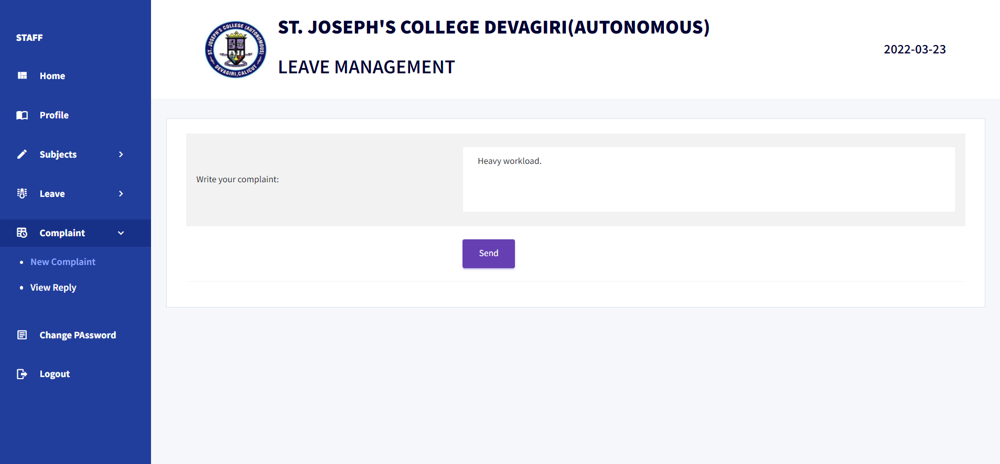 STAFF
Home
Profile
Subjects
Leave
Complaint
New Complaint
View Reply
Change PAssword
Logout
ST. JOSEPH'S COLLEGE (AUTONOMOUS)
DEVAGIRI, CALICUT
ST. JOSEPH'S COLLEGE DEVAGIRI(AUTONOMOUS)
LEAVE MANAGEMENT
2022-03-23
Write your complaint:
Heavy workload.
Send